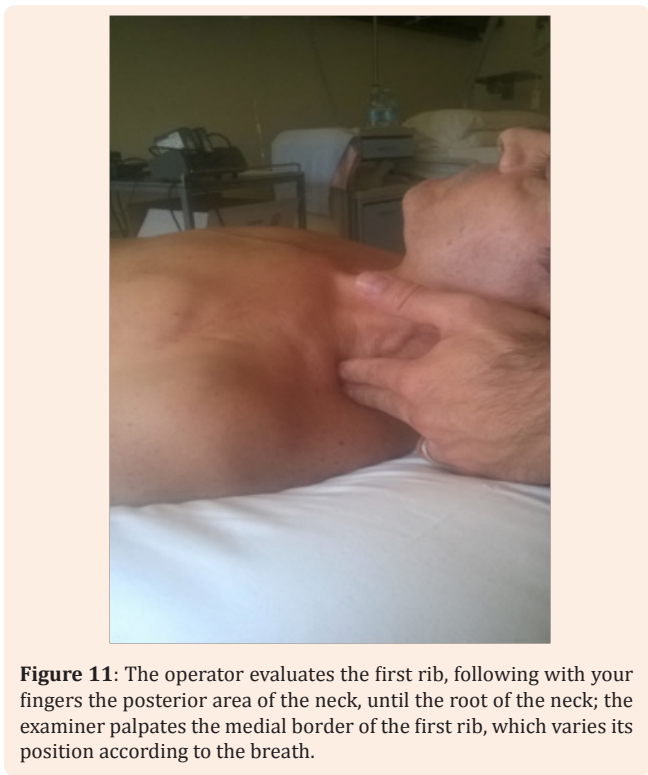 Figure 11: The operator evaluates the first rib, following with your
fingers the posterior area of the neck, until the root of the neck; the
examiner palpates the medial border of the first rib, which varies its
position according to the breath.